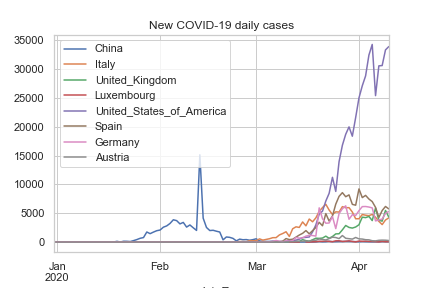 New COVID-19 daily cases
35000
30000
25000
20000
15000
10000
5000
0
China
Italy
United_Kingdom
Luxembourg
United_States_of_America
Spain
Germany
Austria
Jan
2020
Feb
Mar
Apr